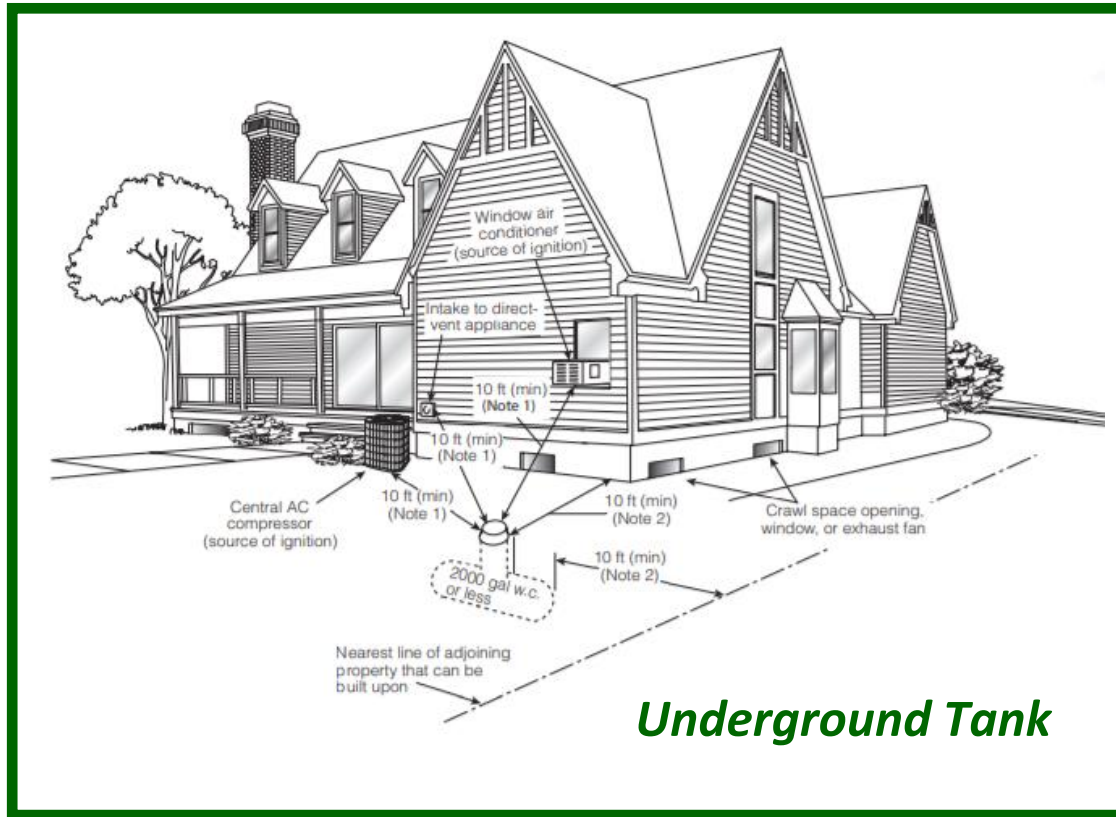 Window air
conditioner
(source of ignition)
Intake to direct-
vent appliance
10 ft (min)
(Note 1)
10 ft (min)
(Note 1)
10 ft (min)
(Note 1)
Central AC
compressor
(source of ignition)
10 ft (min)
(Note 2)
Crawl space opening,
window, or exhaust fan
10 ft (min)
(Note 2)
2000 gal w.c.
or less
Nearest line of adjoining
property that can be
built upon
Underground Tank